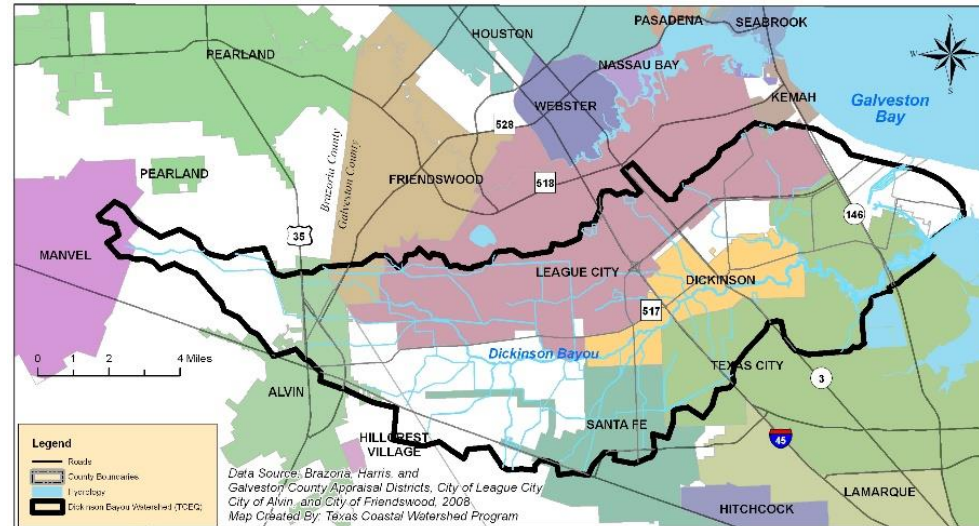 PEARLAND
HOUSTON
PASADENA
SEABROOK
N
NASSAU BAY
WEBSTER
KEMAH
Galveston
Bay
528
Brazoria County
Galveston County
FRIENDSWOOD
518
PEARLAND
MANVEL
35
146
LEAGUE CITY
DICKINSON
517
Dickinson Bayou
0 1 2 4 Miles
TEXAS CITY
3
ALVIN
SANTA FE
45
HILLCREST
VILLAGE
LAMARQUE
HITCHCOCK
Legend
Roads
County Boundaries
Hydrology
Dickinson Bayou Watershed (TCEQ)
Data Source: Brazoria, Harris, and
Galveston County Appraisal Districts, City of League City
City of Alvin and City of Friendswood, 2008
Map Created By: Texas Coastal Watershed Program